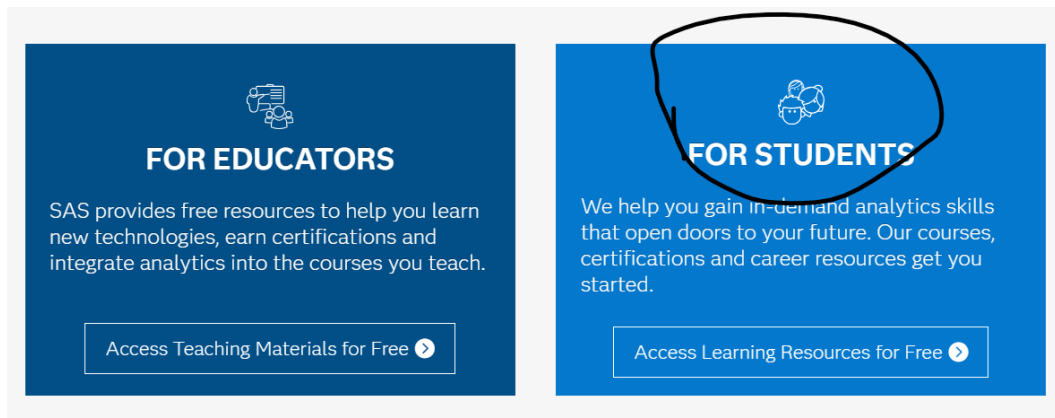 FOR EDUCATORS
SAS provides free resources to help you learn
new technologies, earn certifications and
integrate analytics into the courses you teach.
Access Teaching Materials for Free
FOR STUDENTS
We help you gain in-demand analytics skills
that open doors to your future. Our courses,
certifications and career resources get you
started.
Access Learning Resources for Free